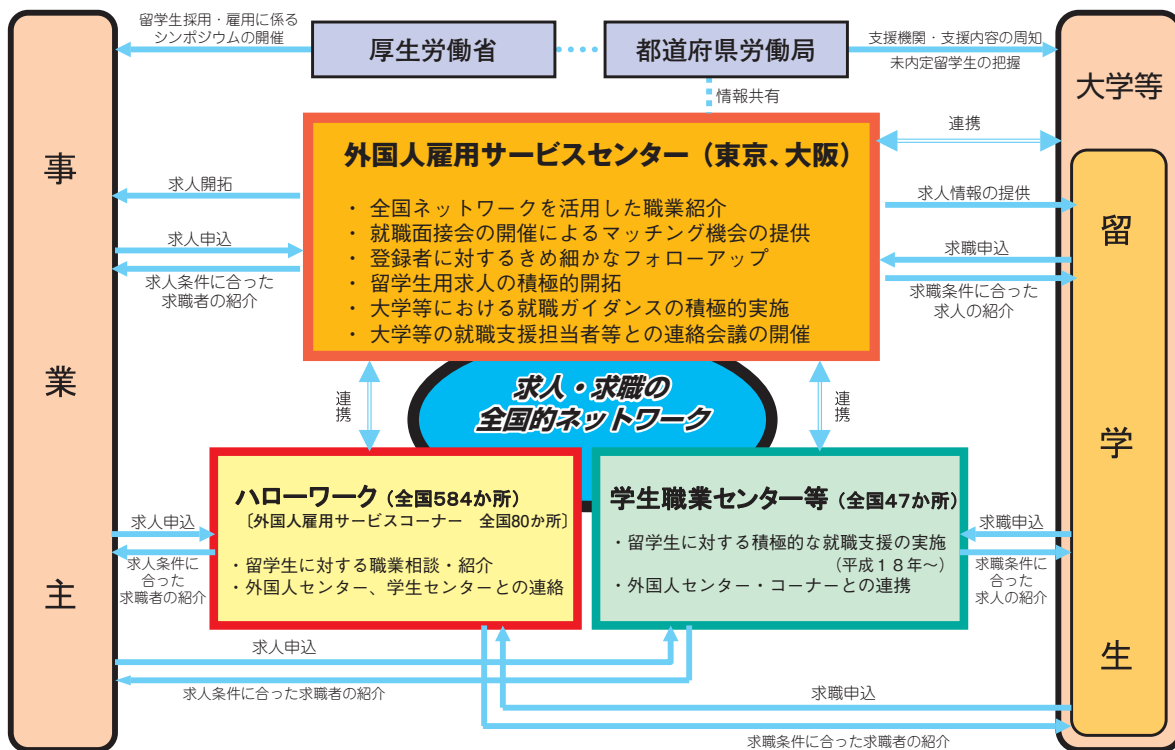 留学生採用・雇用に係る
シンポジウムの開催
厚生労働省
都道府県労働局
支援機関・支援内容の周知
未内定留学生の把握
情報共有
大学等
連携
事業主
留学生
外国人雇用サービスセンター（東京、大阪）
・ 全国ネットワークを活用した職業紹介
・ 就職面接会の開催によるマッチング機会の提供
・ 登録者に対するきめ細かなフォローアップ
・ 留学生用求人の積極的開拓
・ 大学等における就職ガイダンスの積極的実施
・ 大学等の就職支援担当者等との連絡会議の開催
求人開拓
求人申込
求人条件に合った
求職者の紹介
求人情報の提供
求職申込
求職条件に合った
求人の紹介
連携
求人・求職の
全国的ネットワーク
連携
ハローワーク（全国584か所）
〔外国人雇用サービスコーナー　全国80か所〕
・留学生に対する職業相談・紹介
・外国人センター、学生センターとの連絡
学生職業センター等（全国47か所）
・留学生に対する積極的な就職支援の実施
（平成１８年～）
・外国人センター・コーナーとの連携
求人申込
求人条件に
合った
求職者の紹介
求職申込
求職条件に
合った
求人の紹介
求人申込
求人条件に合った求職者の紹介
求職申込
求職条件に合った求職者の紹介